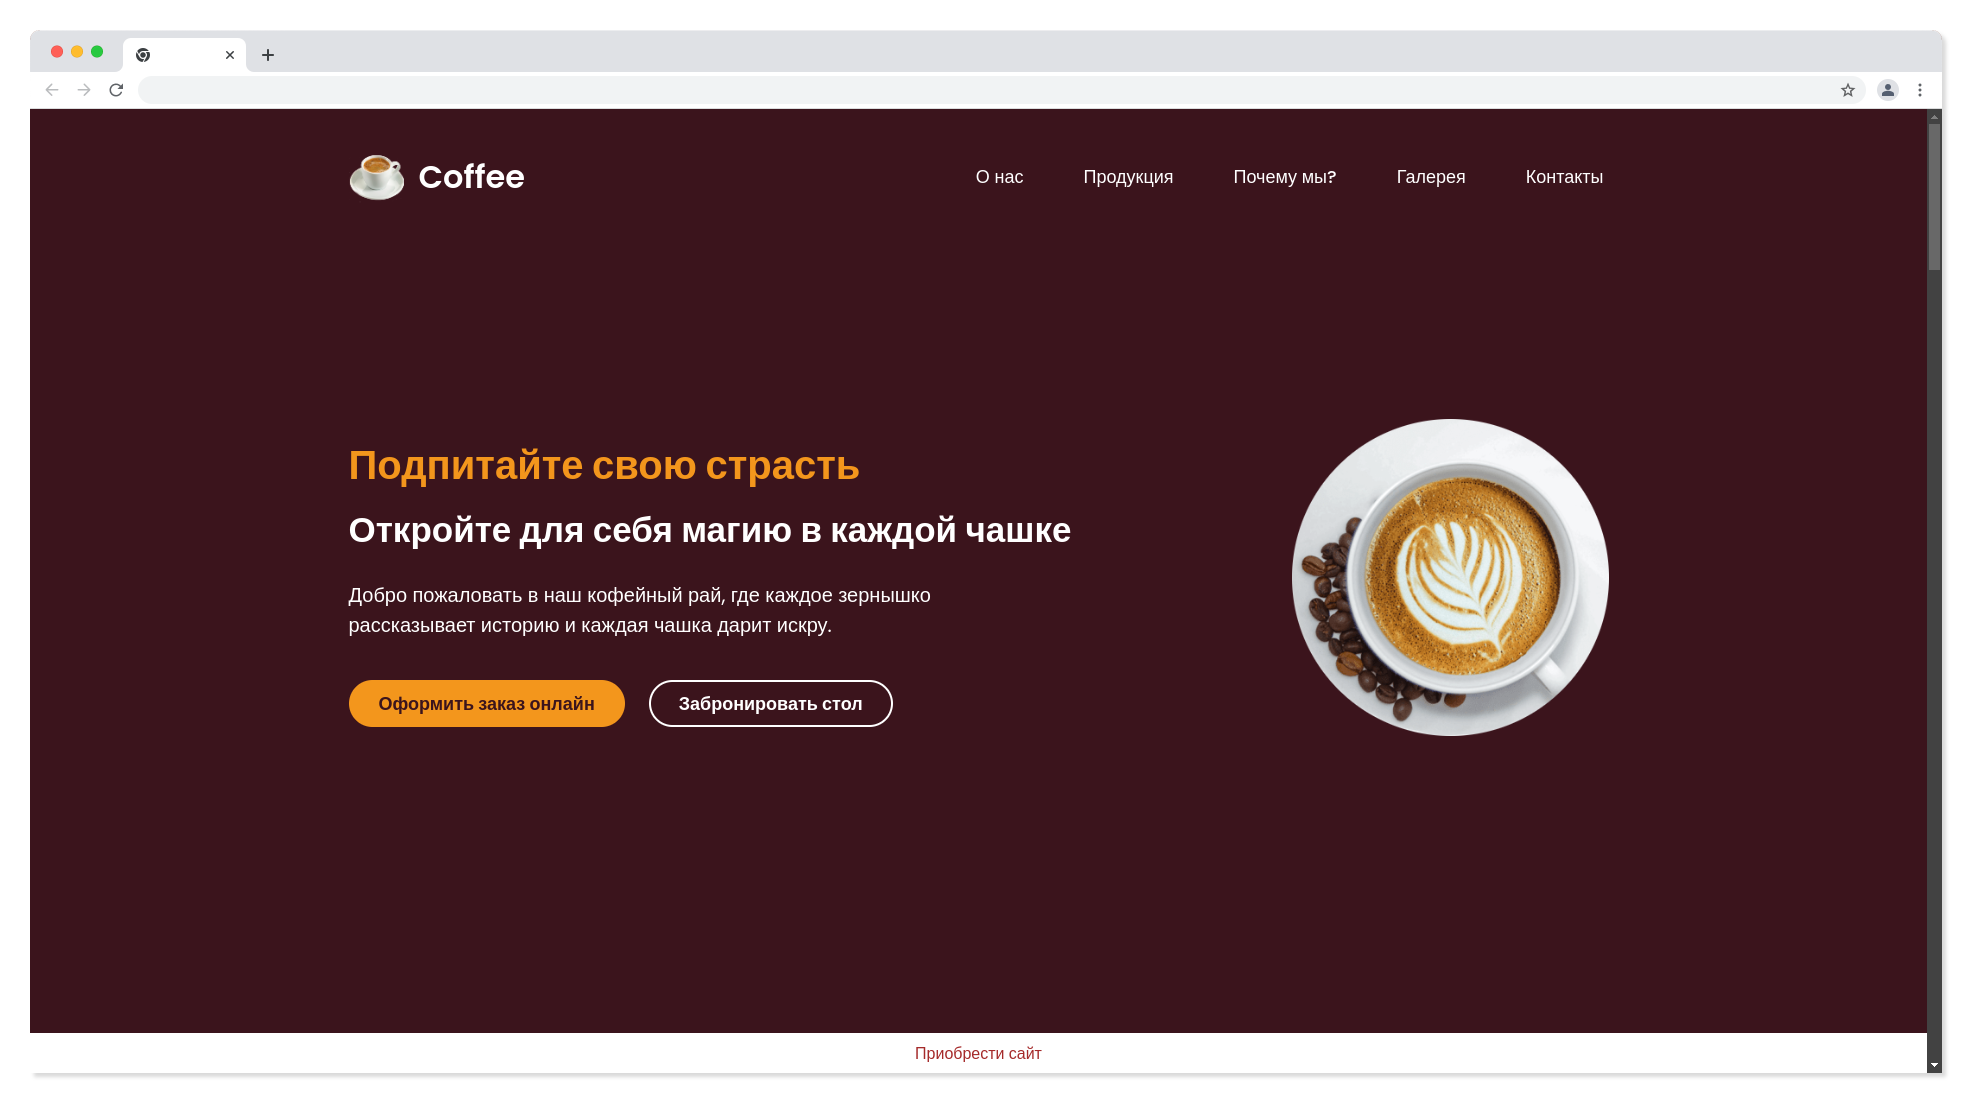 Coffee
О нас
Продукция
Почему мы?
Галерея
Контакты
Подпитайте свою страсть
Откройте для себя магию в каждой чашке
Добро пожаловать в наш кофейный рай, где каждое зернышко
рассказывает историю и каждая чашка дарит искру.
Оформить заказ онлайн
Забронировать стол
Приобрести сайт